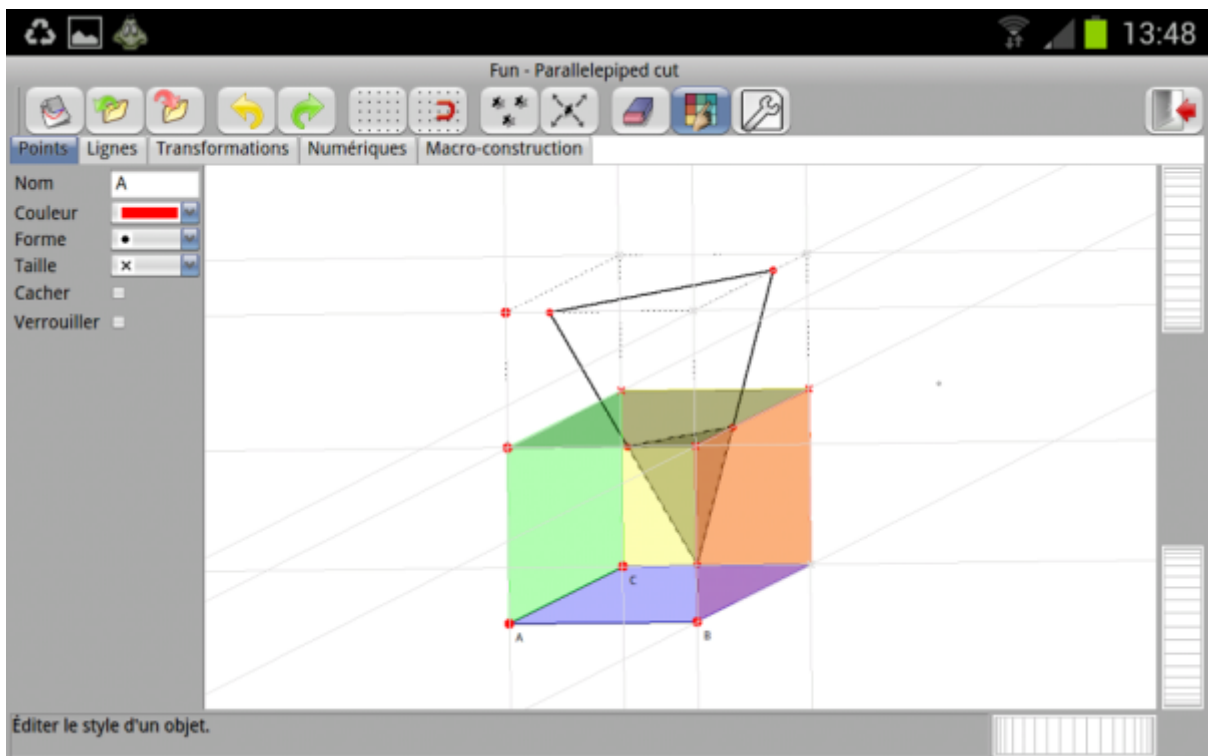 13:48
Fun - Parallelepiped cut
Points Lignes Transformations Numériques Macro-construction
Nom A
Couleur
Forme
Taille
Cacher
Verrouiller
C
A B
Éditer le style d'un objet.